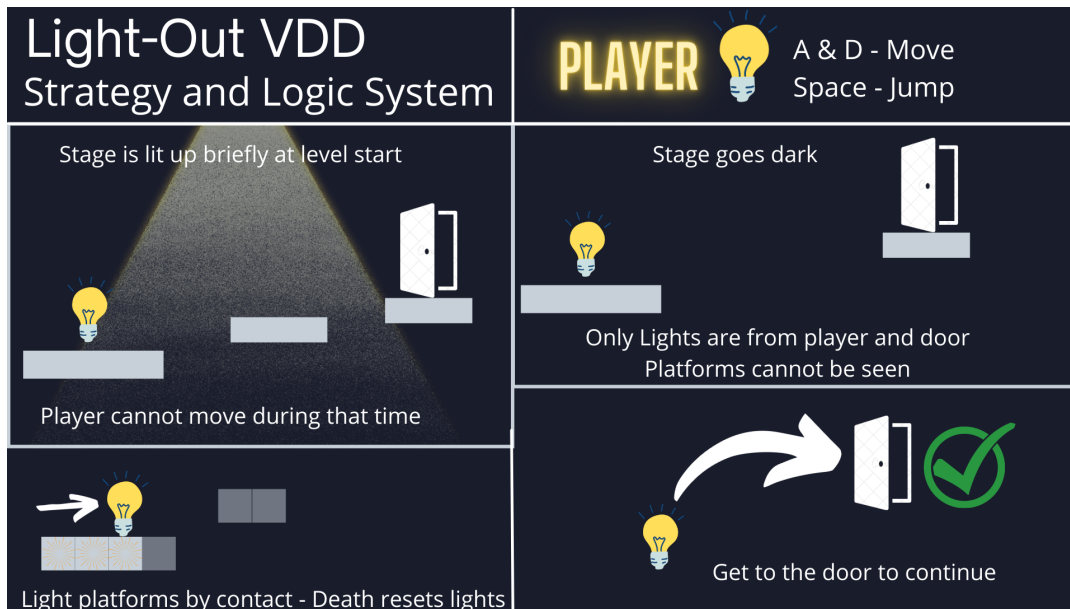 Light-Out VDD
Strategy and Logic System
PLAYER
A & D - Move
Space - Jump
Stage is lit up briefly at level start
Player cannot move during that time
Stage goes dark
Only Lights are from player and door
Platforms cannot be seen
Light platforms by contact - Death resets lights
Get to the door to continue